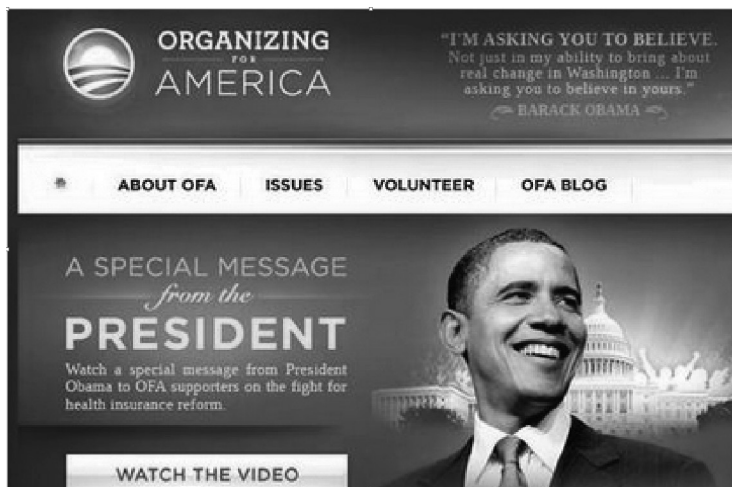 ORGANIZING
FOR
AMERICA
“I’M ASKING YOU TO BELIEVE.
Not just in my ability to bring about
real change in Washington ... I’m
asking you to believe in yours.”
BARACK OBAMA
ABOUT OFA ISSUES VOLUNTEER OFA BLOG
A SPECIAL MESSAGE
from the
PRESIDENT
Watch a special message from President
Obama to OFA supporters on the fight for
health insurance reform.
WATCH THE VIDEO